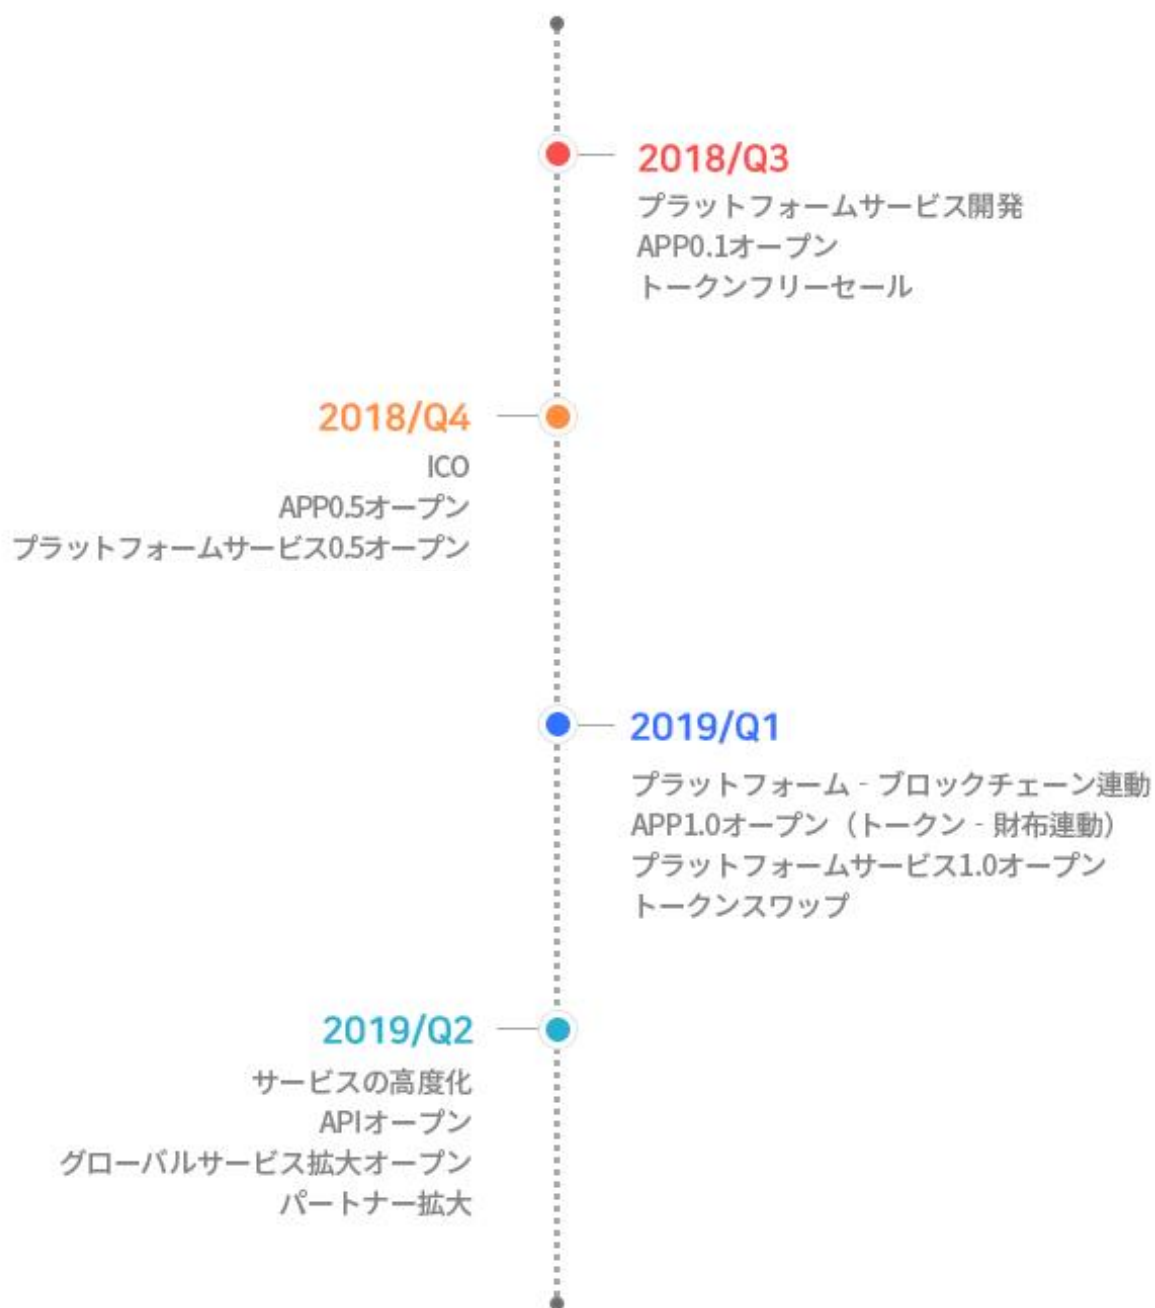 2018/Q3
プラットフォームサービス開発
APP0.1オープン
トークンフリーセール
2018/Q4
ICO
APP0.5オープン
プラットフォームサービス0.5オープン
2019/Q1
プラットフォーム‐ブロックチェーン連動
APP1.0オープン（トークン‐財布連動）
プラットフォームサービス1.0オープン
トークンスワップ
2019/Q2
サービスの高度化
APIオープン
グローバルサービス拡大オープン
パートナー拡大